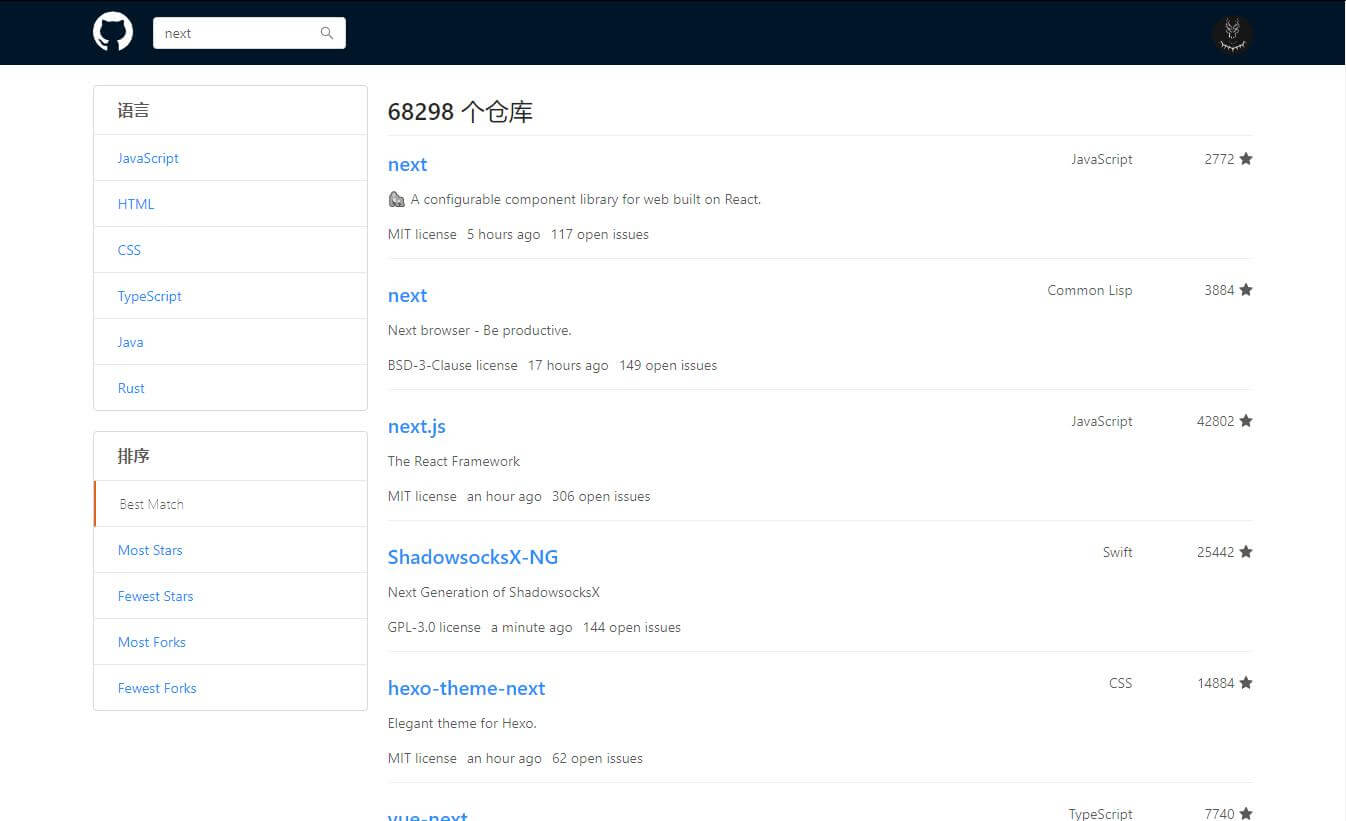 next
语言
JavaScript
HTML
CSS
TypeScript
Java
Rust
排序
Best Match
Most Stars
Fewest Stars
Most Forks
Fewest Forks
68298 个仓库
next JavaScript 2772
A configurable component library for web built on React.
MIT license 5 hours ago 117 open issues
next Common Lisp 3884
Next browser - Be productive.
BSD-3-Clause license 17 hours ago 149 open issues
next.js JavaScript 42802
The React Framework
MIT license an hour ago 306 open issues
ShadowsocksX-NG Swift 25442
Next Generation of ShadowsocksX
GPL-3.0 license a minute ago 144 open issues
hexo-theme-next CSS 14884
Elegant theme for Hexo.
MIT license an hour ago 62 open issues
vue-next TypeScript 7740